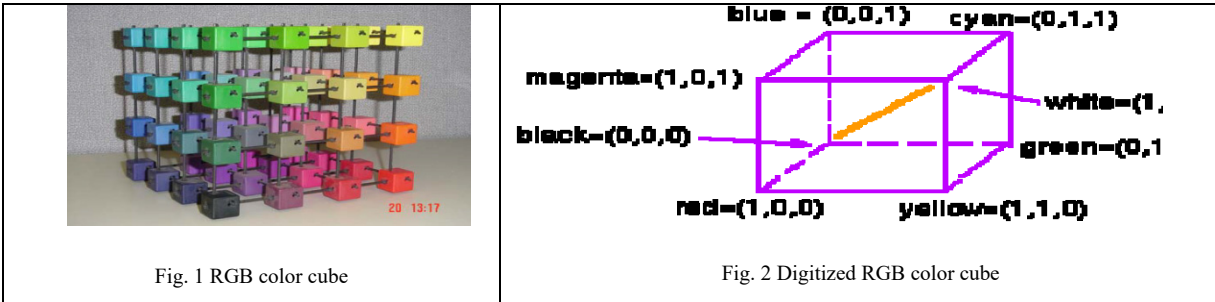 20 13:17
Fig. 1 RGB color cube
blue = (0,0,1)
cyan=(0,1,1)
magenta=(1,0,1)
white=(1,
black=(0,0,0)
green=(0,1
red=(1,0,0)
yellow=(1,1,0)
Fig. 2 Digitized RGB color cube